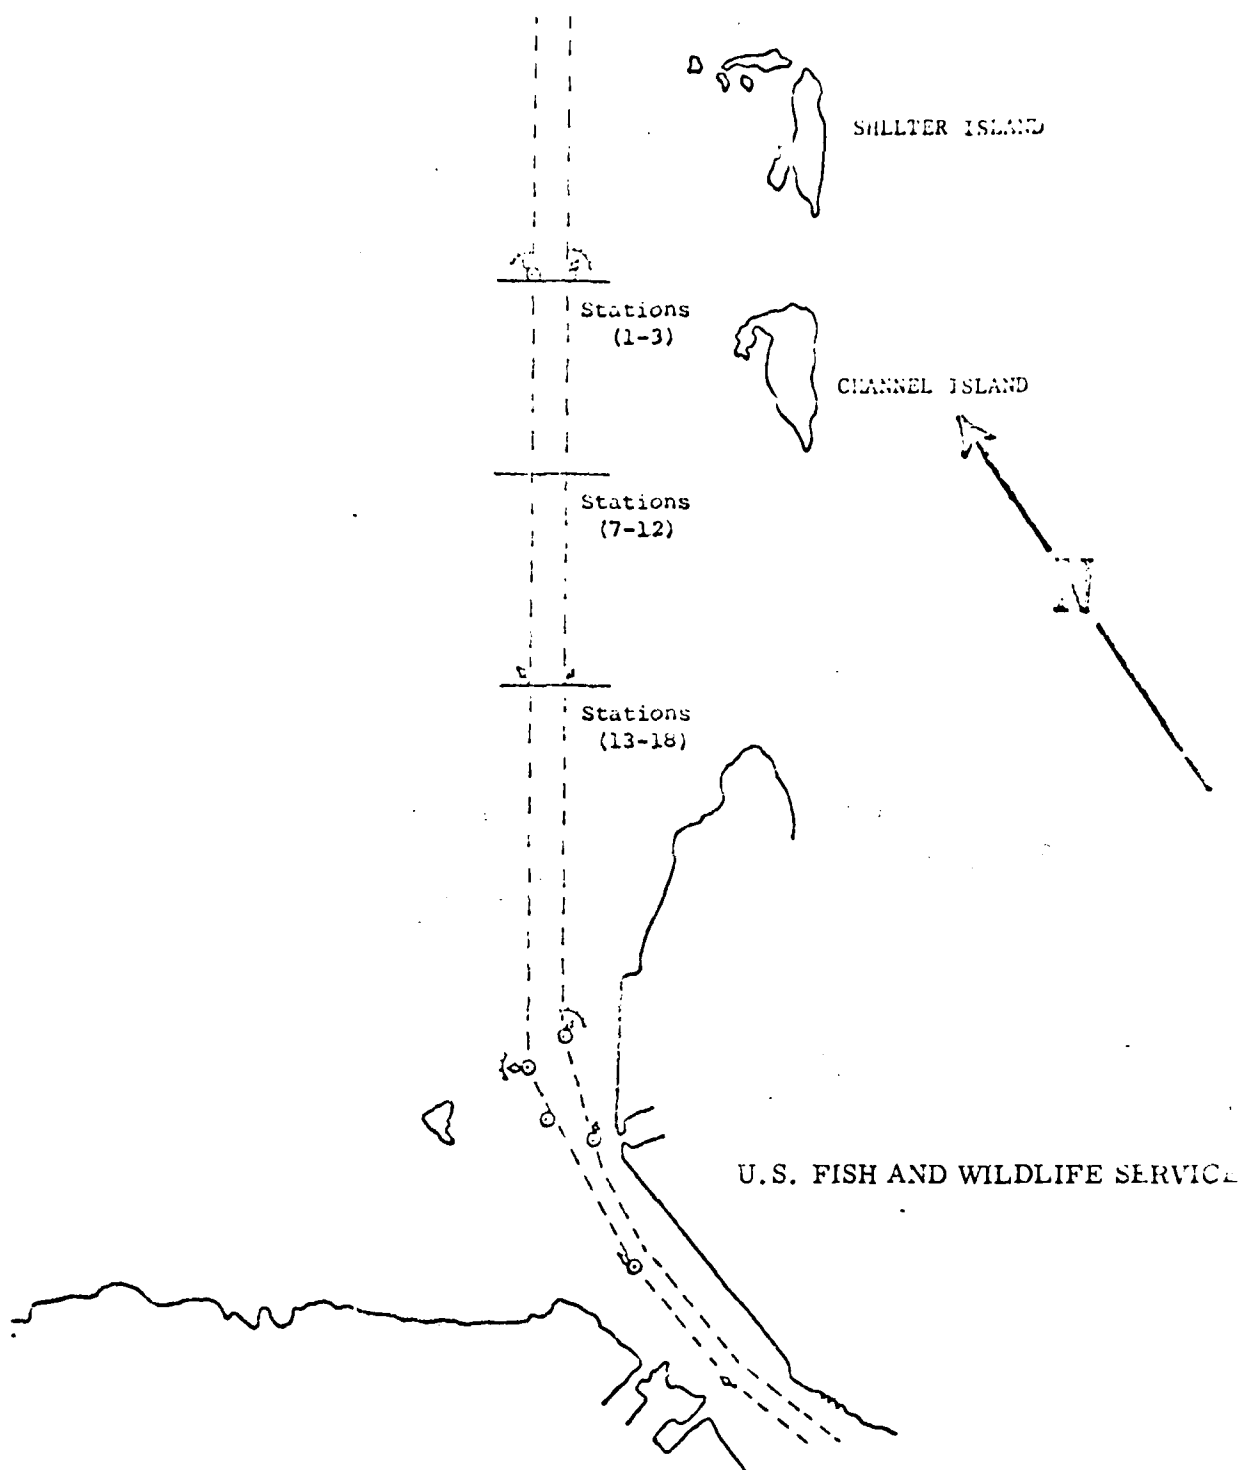 SHELTER ISLAND
Stations
(1-3)
CHANNEL ISLAND
Stations
(7-12)
N
Stations
(13-18)
U.S. FISH AND WILDLIFE SERVICE